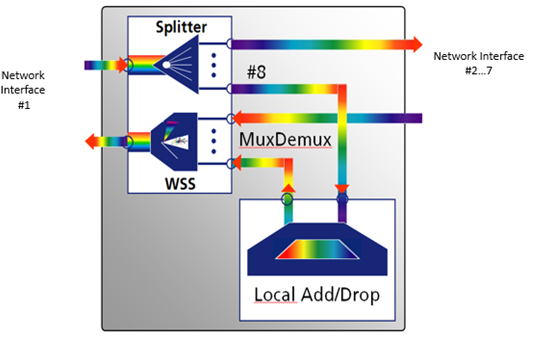 Splitter
Network
Interface
#1
Network Interface
#2...7
#8
MuxDemux
WSS
Local Add/Drop